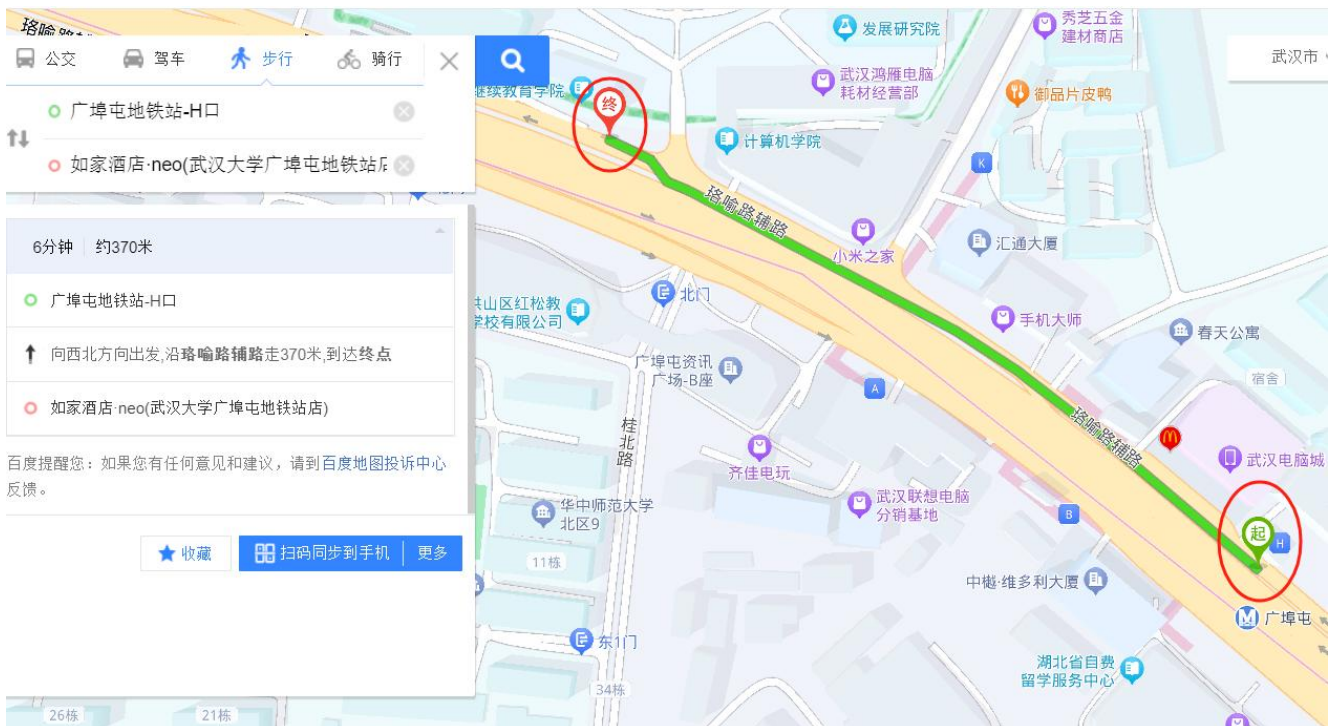 公交
驾车
步行
骑行
广埠屯地铁站-H口
如家酒店·neo(武汉大学广埠屯地铁站店
6分钟 约370米
广埠屯地铁站-H口
向西北方向出发,沿珞喻路辅路走370米,到达终点
如家酒店·neo(武汉大学广埠屯地铁站店)
百度提醒您：如果您有任何意见和建议，请到百度地图投诉中心
反馈。
收藏
扫码同步到手机
更多
武汉市
发展研究院
秀芝五金
建材商店
武汉鸿雁电脑
耗材经营部
御品片皮鸭
继续教育学院
终
计算机学院
K
珞喻路辅路
小米之家
汇通大厦
北门
洪山区红松教
学校有限公司
手机大师
春天公寓
广埠屯资讯
广场-B座
A
宿舍
桂北路
珞喻路辅路
齐佳电玩
武汉电脑城
武汉联想电脑
分销基地
华中师范大学
北区9
B
起
H
11栋
中樾·维多利大厦
广埠屯
东1门
湖北省自费
留学服务中心
34栋
26栋
21栋